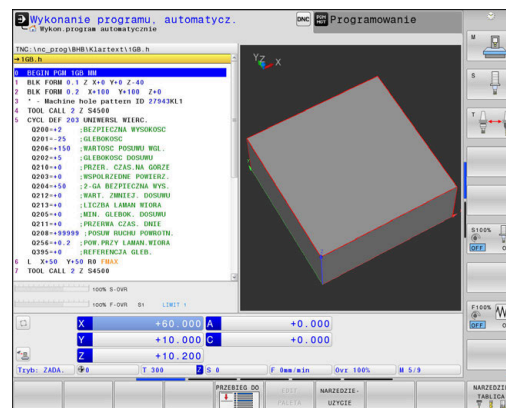 Wykonanie programu, automatycz.
Wykon.program automatycznie
DNC
Programowanie
TNC:\nc_prog\BHB\Klartext\1GB.h
→1GB.h
0 BEGIN PGM 1GB MM
1 BLK FORM 0.1 Z X+0 Y+0 Z-40
2 BLK FORM 0.2 X+100 Y+100 Z+0
3 * - Machine hole pattern ID 27943KL1
4 TOOL CALL 2 Z S4500
5 CYCL DEF 203 UNIWERSL WIERC.
Q200=+2 ;BEZPIECZNA WYSOKOSC
Q201=-25 ;GLEBOKOSC
Q206=+150 ;WARTOSC POSUWU WGL.
Q202=+5 ;GLEBOKOSC DOSUWU
Q210=+0 ;PRZER. CZAS.NA GORZE
Q203=+0 ;WSPOLRZEDNE POWIERZ.
Q204=+50 ;2-GA BEZPIECZNA WYS.
Q212=+0 ;WART. ZMNIEJ. DOSUWU
Q213=+0 ;LICZBA LAMAN WIORA
Q205=+0 ;MIN. GLEBOK. DOSUWU
Q211=+0 ;PRZERWA CZAS. DNIE
Q208=+99999 ;POSUW RUCHU POWROTN.
Q256=+0.2 ;POW.PRZY LAMAN.WIORA
Q395=+0 ;REFERENCJA GLEB.
6 L X+50 Y+50 R0 FMAX
7 TOOL CALL 2 Z S4500
Y Z X
100% S-OVR
100% F-OVR S1 LIMIT 1
X +60.000 A +0.000
Y +10.000 C +0.000
Z +10.200
Tryb: ZADA. 0 T 300 Z S 0 F 0mm/min Ovr 100% M 5/9
M
S
T
S100%
OFF
F100% W
OFF
PRZEBIEG DO
EDYT.
PALETA
NARZEDZIE-
UZYCIE
NARZEDZI
TABLICA